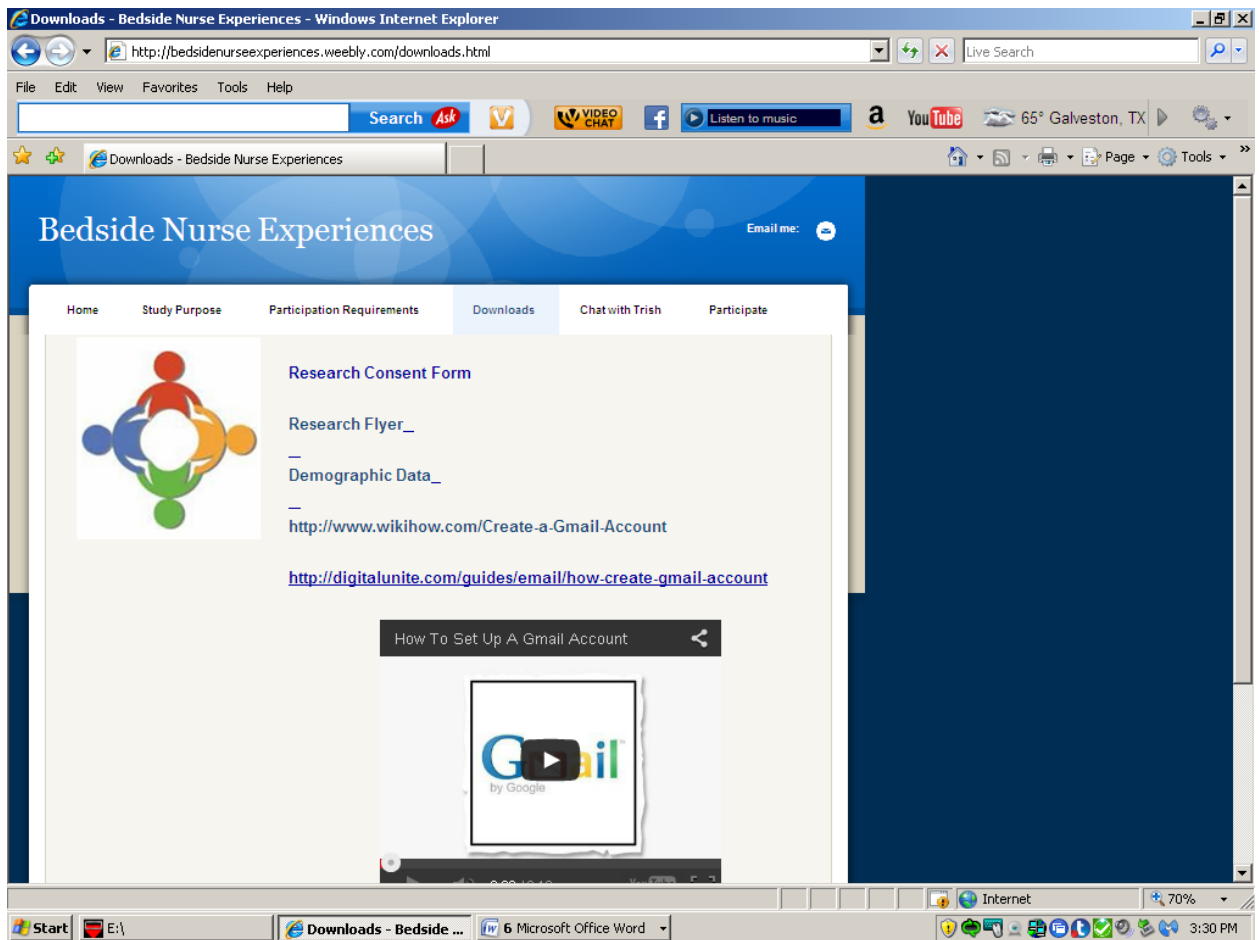 Downloads - Bedside Nurse Experiences - Windows Internet Explorer
http://bedsidenurseexperiences.weebly.com/downloads.html
Live Search
File Edit View Favorites Tools Help
Search Ask V VIDEO CHAT f Listen to music a YouTube 65° Galveston, TX
Downloads - Bedside Nurse Experiences
Page Tools »
Bedside Nurse Experiences
Email me:
Home Study Purpose Participation Requirements Downloads Chat with Trish Participate
Research Consent Form
Research Flyer_
Demographic Data_
http://www.wikihow.com/Create-a-Gmail-Account
http://digitalunite.com/guides/email/how-create-gmail-account
How To Set Up A Gmail Account
Gmail
by Google
Internet 70%
Start E:\ Downloads - Bedside ... 6 Microsoft Office Word 3:30 PM